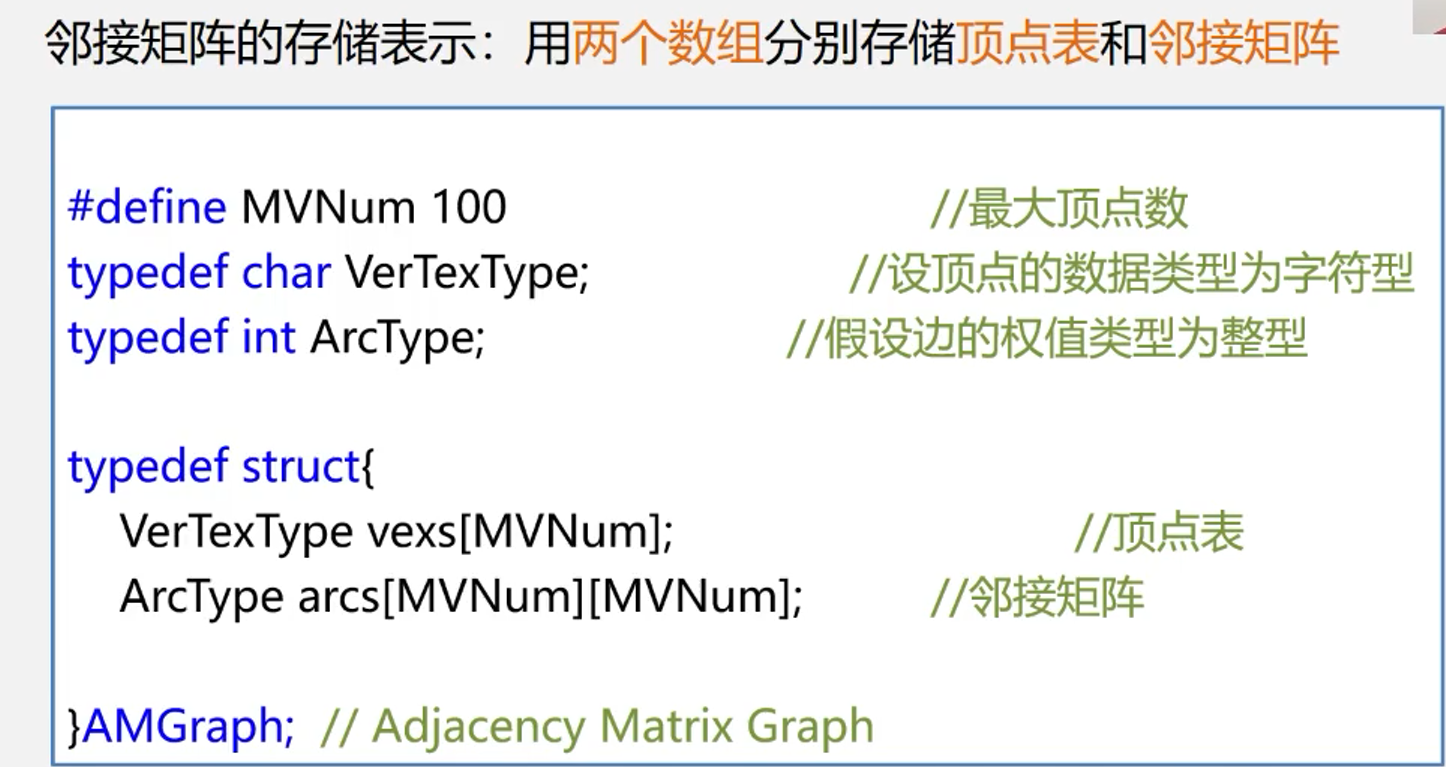 邻接矩阵的存储表示：用两个数组分别存储顶点表和邻接矩阵
#define MVNum 100 //最大顶点数
typedef char VerTexType; //设顶点的数据类型为字符型
typedef int ArcType; //假设边的权值类型为整型
typedef struct{
VerTexType vexs[MVNum]; //顶点表
ArcType arcs[MVNum][MVNum]; //邻接矩阵
}AMGraph; // Adjacency Matrix Graph